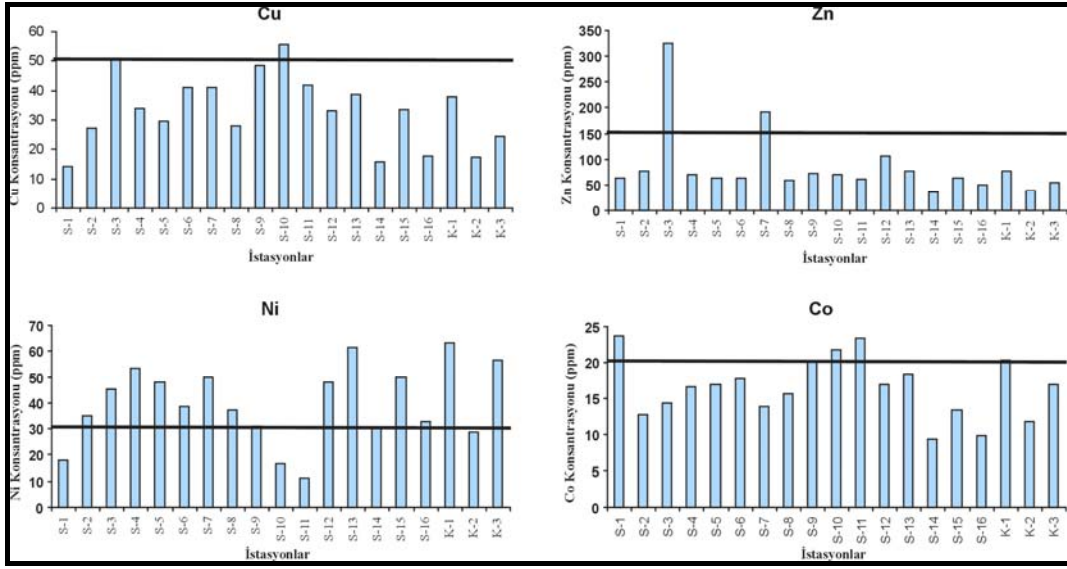 Cu
Cu Konsantrasyonu (ppm)
60
50
40
30
20
10
0
S-1 S-2 S-3 S-4 S-5 S-6 S-7 S-8 S-9 S-10 S-11 S-12 S-13 S-14 S-15 S-16 K-1 K-2 K-3
İstasyonlar
Zn
Zn Konsantrasyonu (ppm)
350
300
250
200
150
100
50
0
S-1 S-2 S-3 S-4 S-5 S-6 S-7 S-8 S-9 S-10 S-11 S-12 S-13 S-14 S-15 S-16 K-1 K-2 K-3
İstasyonlar
Ni
Ni Konsantrasyonu (ppm)
70
60
50
40
30
20
10
0
S-1 S-2 S-3 S-4 S-5 S-6 S-7 S-8 S-9 S-10 S-11 S-12 S-13 S-14 S-15 S-16 K-1 K-2 K-3
İstasyonlar
Co
Co Konsantrasyonu (ppm)
25
20
15
10
5
0
S-1 S-2 S-3 S-4 S-5 S-6 S-7 S-8 S-9 S-10 S-11 S-12 S-13 S-14 S-15 S-16 K-1 K-2 K-3
İstasyonlar